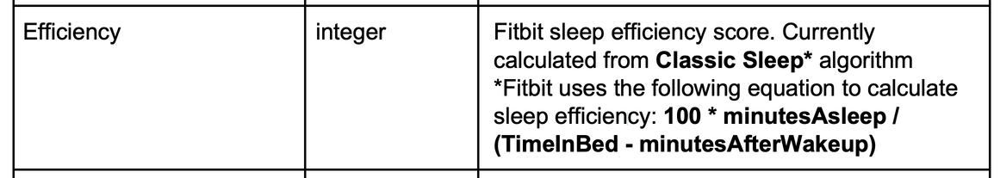 Efficiency
integer
Fitbit sleep efficiency score. Currently
calculated from Classic Sleep* algorithm
*Fitbit uses the following equation to calculate
sleep efficiency: 100 * minutesAsleep /
(TimeInBed - minutesAfterWakeup)